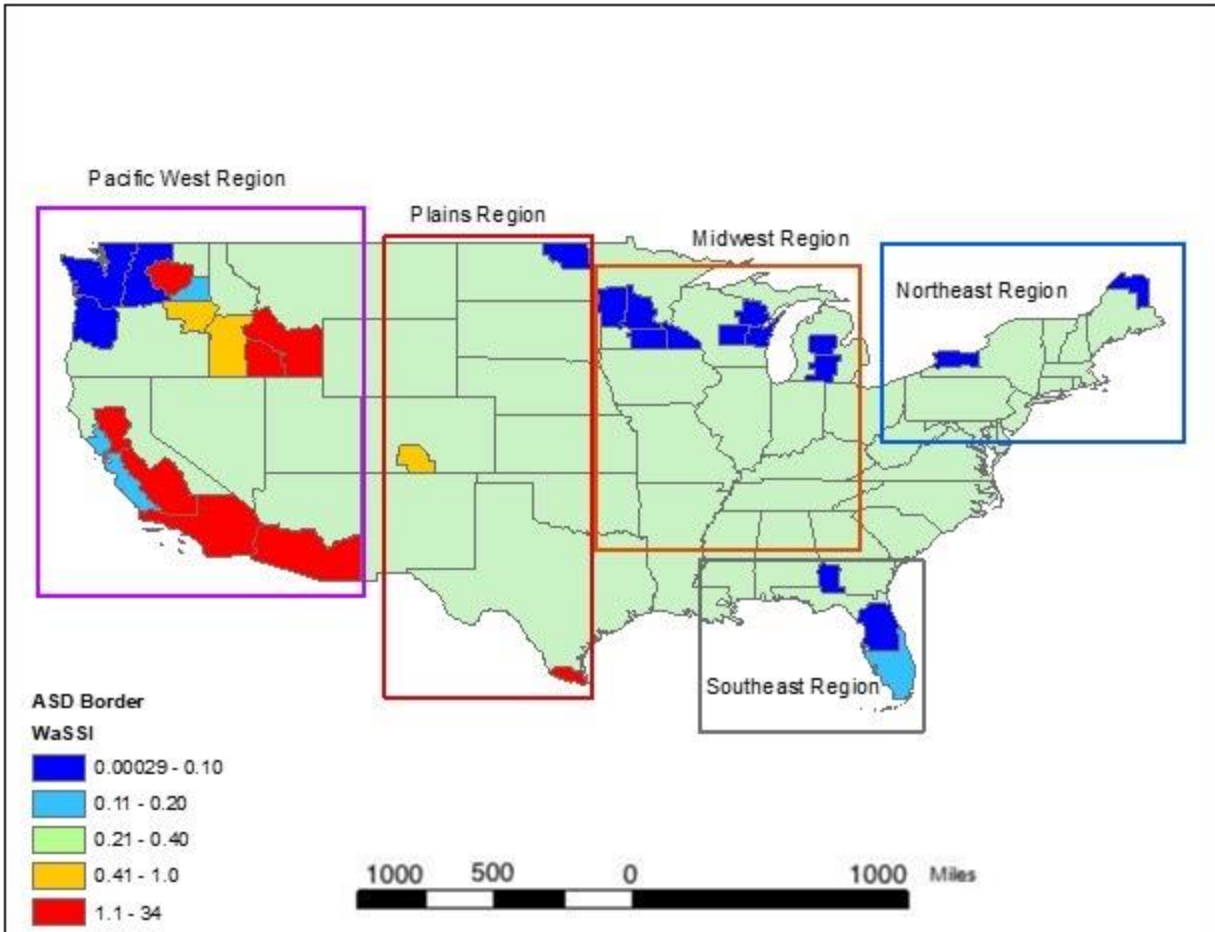 Pacific West Region
Plains Region
Midwest Region
Northeast Region
Southeast Region
ASD Border
WaSSI
0.00029 - 0.10
0.11 - 0.20
0.21 - 0.40
0.41 - 1.0
1.1 - 34
1000 500 0 1000 Miles